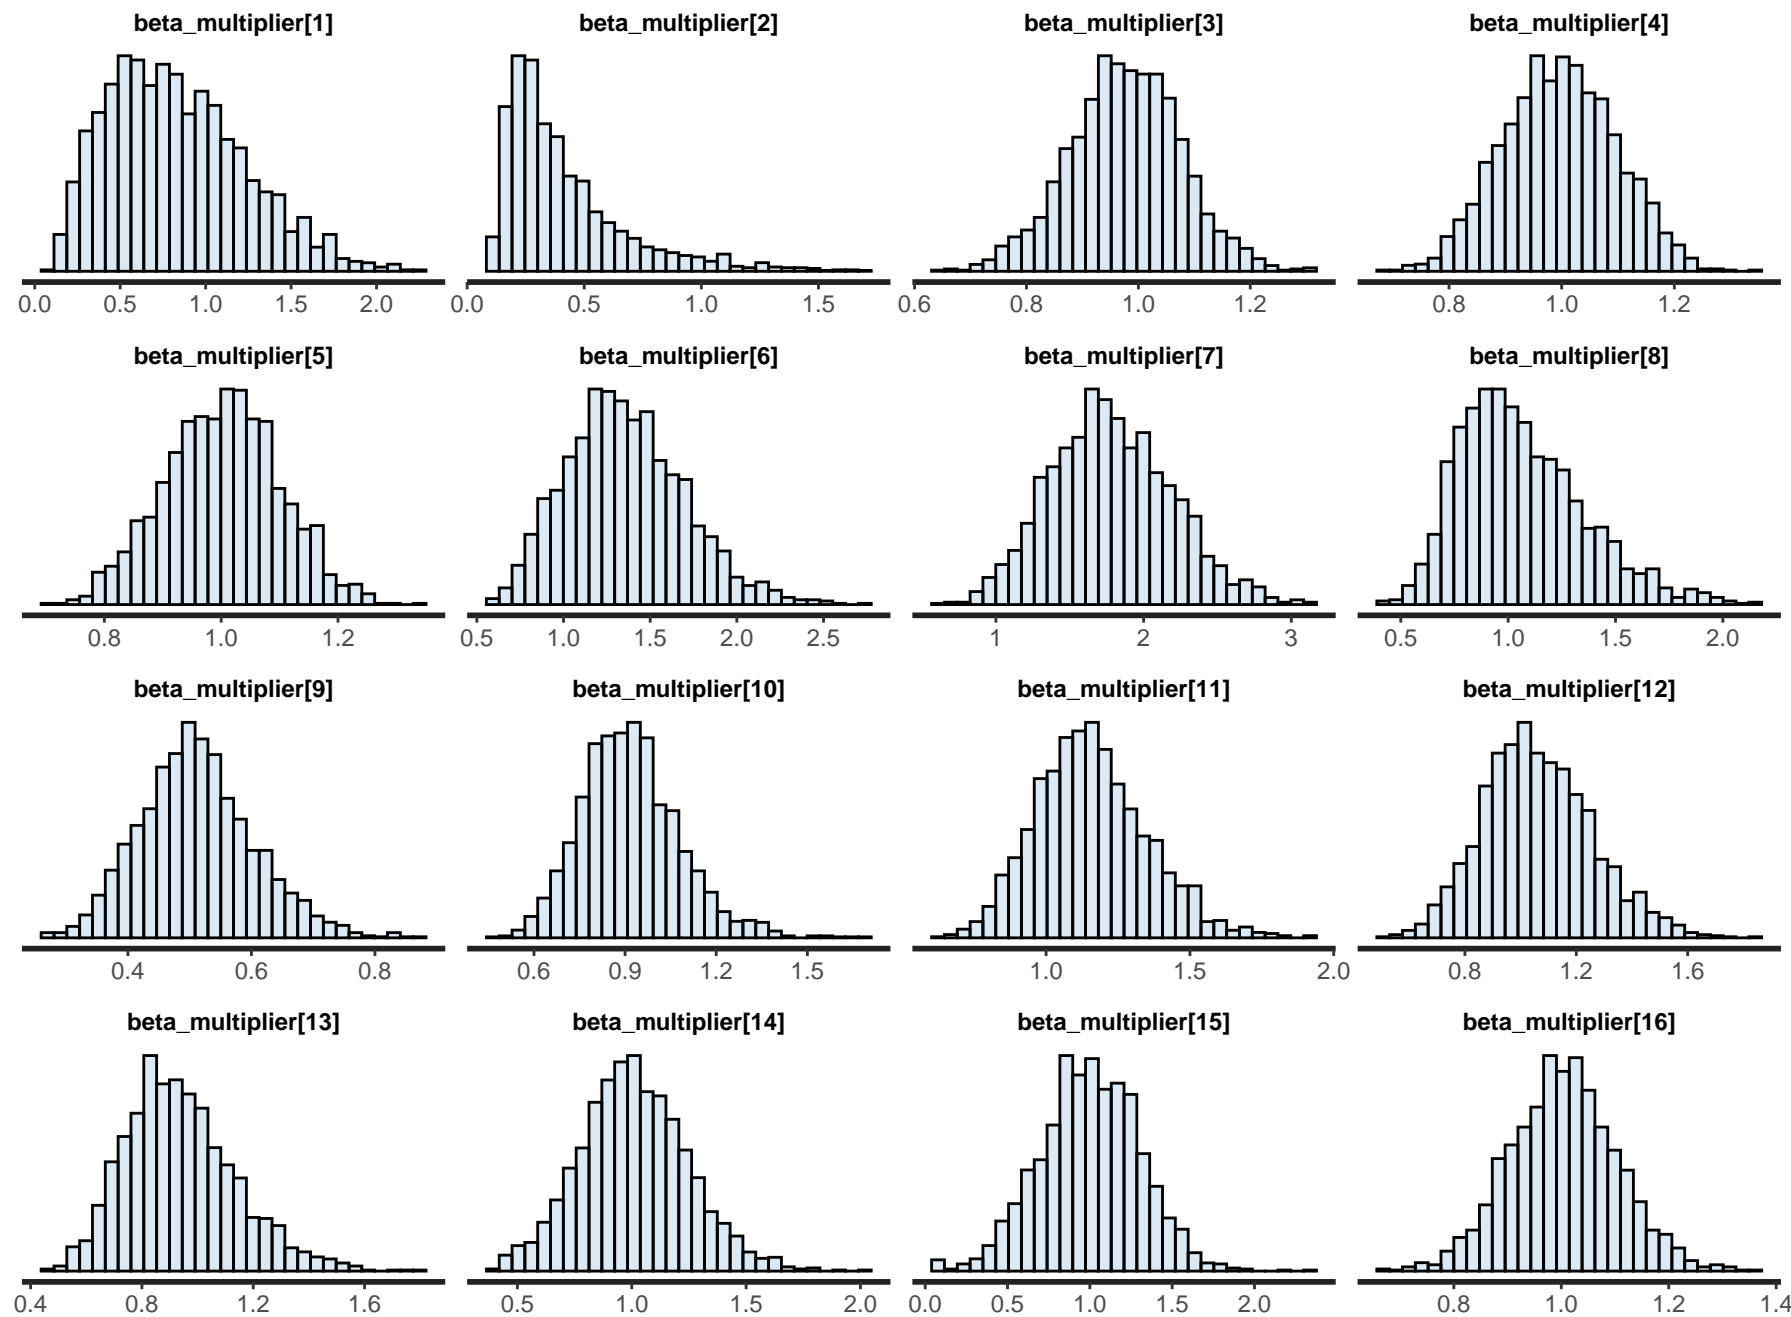 beta_multiplier[1] beta_multiplier[2] beta_multiplier[3] beta_multiplier[4]
0.0 0.5 1.0 1.5 2.0 0.0 0.5 1.0 1.5 0.6 0.8 1.0 1.2 0.8 1.0 1.2
beta_multiplier[5] beta_multiplier[6] beta_multiplier[7] beta_multiplier[8]
0.8 1.0 1.2 0.5 1.0 1.5 2.0 2.5 1 2 3 0.5 1.0 1.5 2.0
beta_multiplier[9] beta_multiplier[10] beta_multiplier[11] beta_multiplier[12]
0.4 0.6 0.8 0.6 0.9 1.2 1.5 1.0 1.5 2.0 0.8 1.2 1.6
beta_multiplier[13] beta_multiplier[14] beta_multiplier[15] beta_multiplier[16]
0.4 0.8 1.2 1.6 0.5 1.0 1.5 2.0 0.0 0.5 1.0 1.5 2.0 0.8 1.0 1.2 1.4